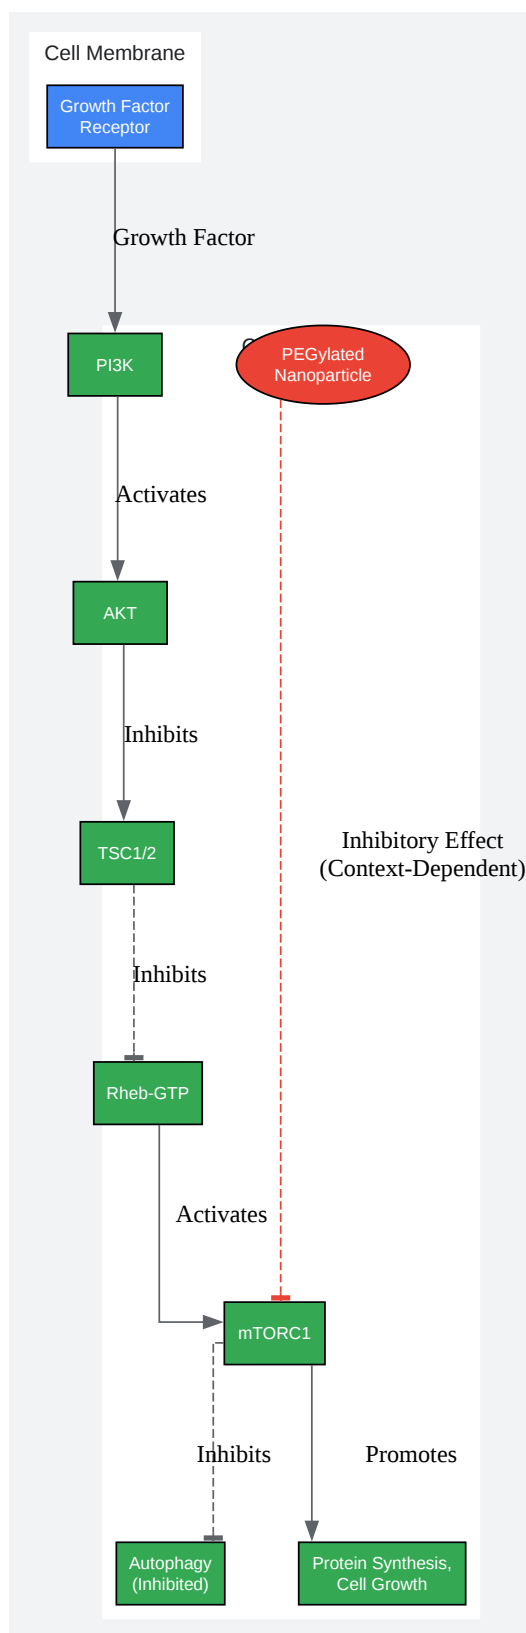 Cell Membrane
Growth Factor
Receptor
Growth Factor
PI3K
PEGylated
Nanoparticle
Activates
AKT
Inhibits
TSC1/2
Inhibitory Effect
(Context-Dependent)
Inhibits
Rheb-GTP
Activates
mTORC1
Inhibits
Promotes
Autophagy
(Inhibited)
Protein Synthesis,
Cell Growth